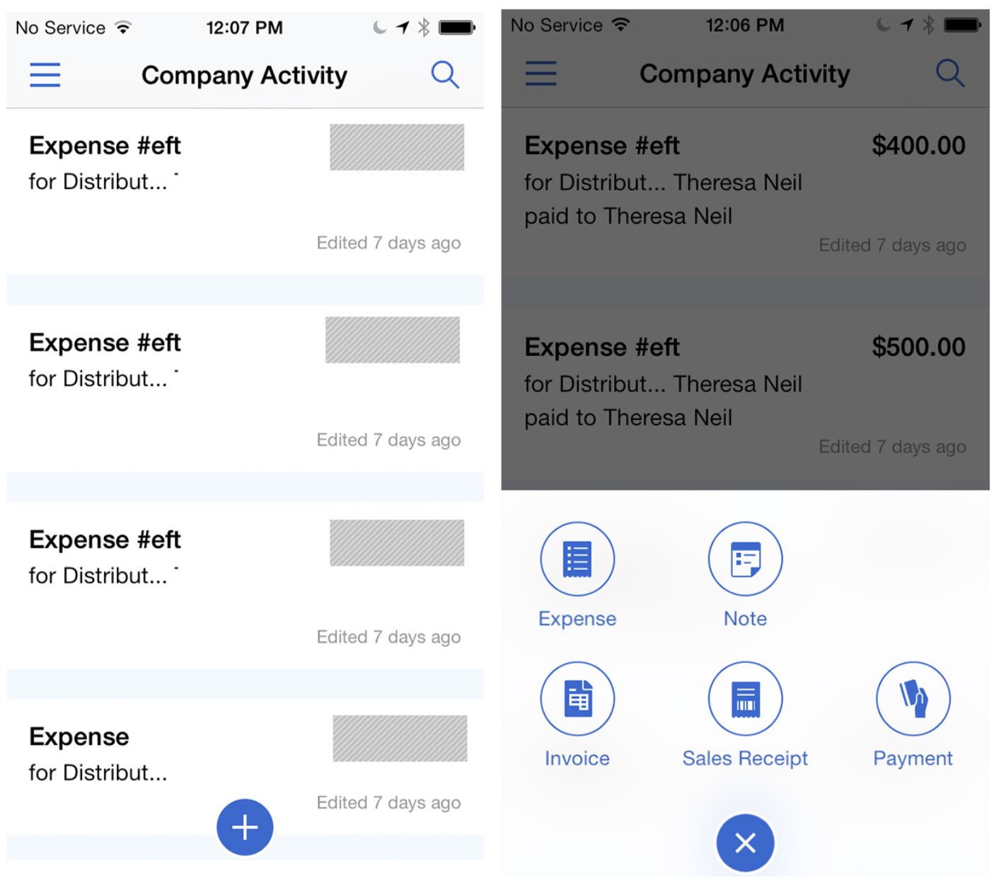 No Service 12:07 PM
Company Activity
Expense #eft
for Distribut...
Edited 7 days ago
Expense #eft
for Distribut...
Edited 7 days ago
Expense #eft
for Distribut...
Edited 7 days ago
Expense
for Distribut...
Edited 7 days ago
No Service 12:06 PM
Company Activity
Expense #eft $400.00
for Distribut... Theresa Neil
paid to Theresa Neil
Edited 7 days ago
Expense #eft $500.00
for Distribut... Theresa Neil
paid to Theresa Neil
Edited 7 days ago
Expense Note
Invoice Sales Receipt Payment